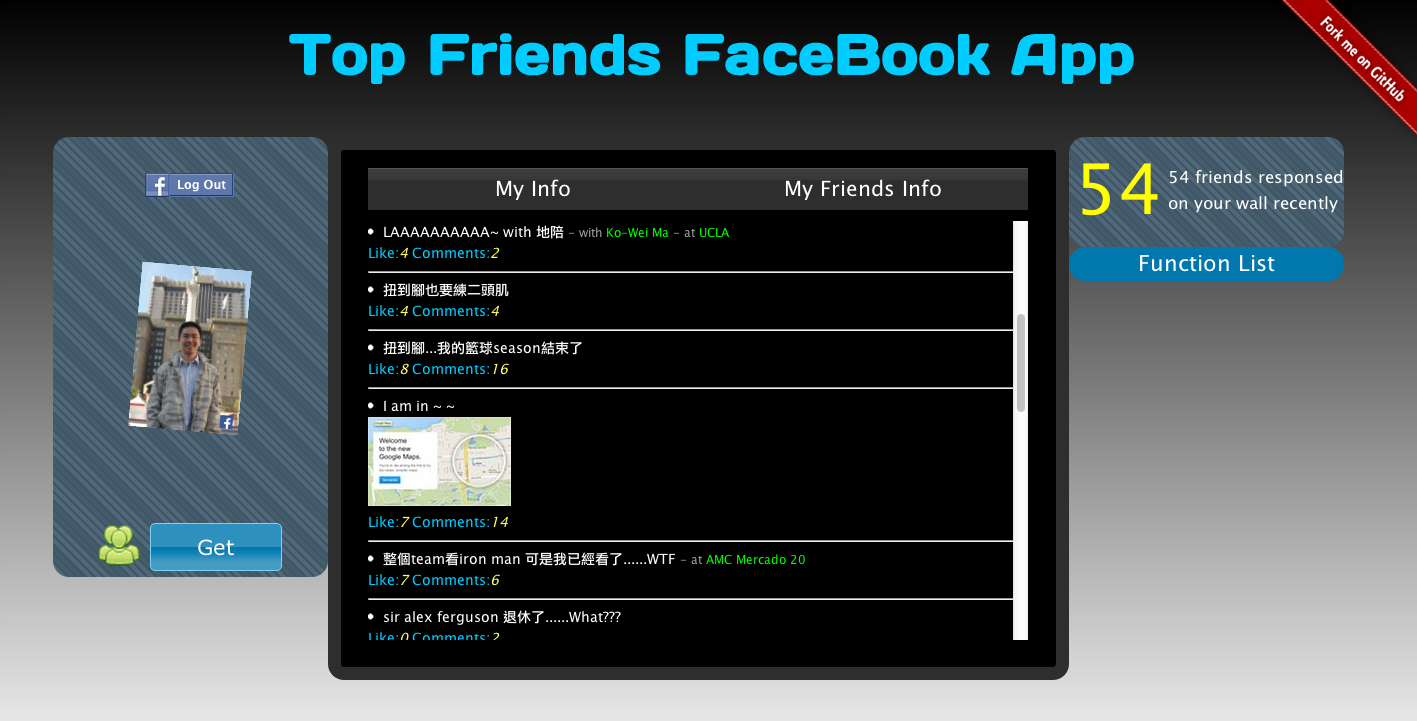 Top Friends FaceBook App
Fork me on GitHub
Log Out
Get
My Info
My Friends Info
LAAAAAAAAAA~ with 地陪 - with Ko-Wei Ma - at UCLA
Like:4 Comments:2
扭到腳也要練二頭肌
Like:4 Comments:4
扭到腳...我的籃球season結束了
Like:8 Comments:16
I am in ~ ~
Welcome
to the new
Google Maps.
Like:7 Comments:14
整個team看iron man 可是我已經看了......WTF - at AMC Mercado 20
Like:7 Comments:6
sir alex ferguson 退休了......What???
Like:0 Comments:2
54
54 friends responsed
on your wall recently
Function List